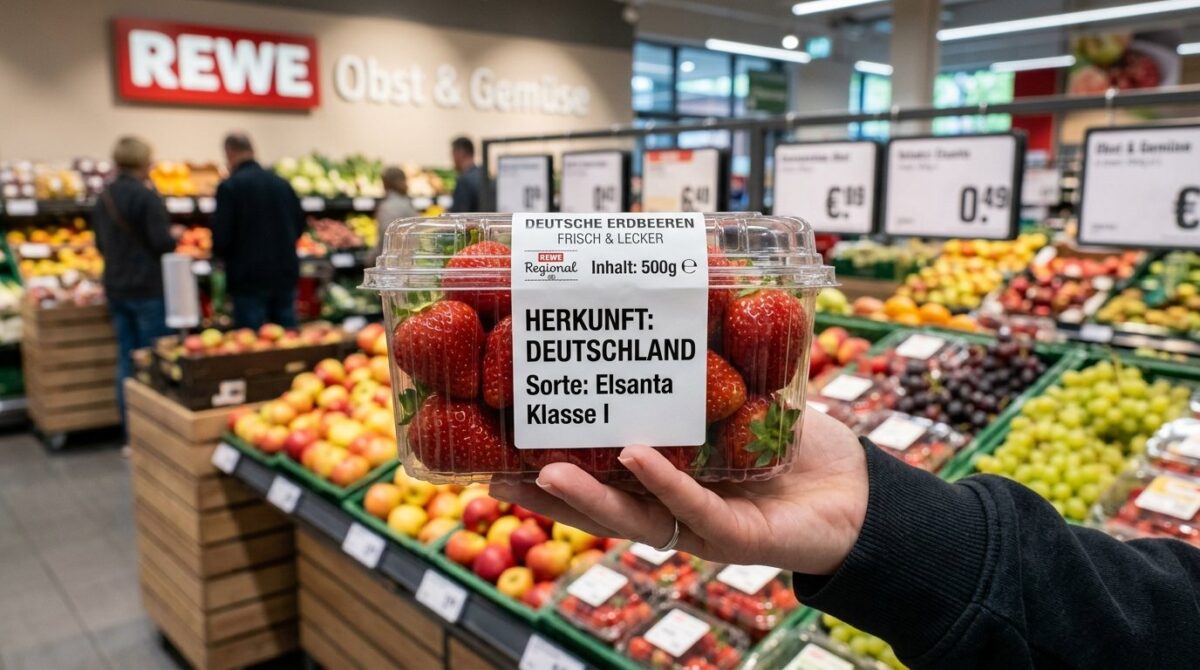 REWE
Obst & Gemüse
0.49
Obst & Gemüse
DEUTSCHE ERDBEEREN
FRISCH & LECKER
REWE
Regional
Inhalt: 500g ℮
HERKUNFT:
DEUTSCHLAND
Sorte: Elsanta
Klasse I